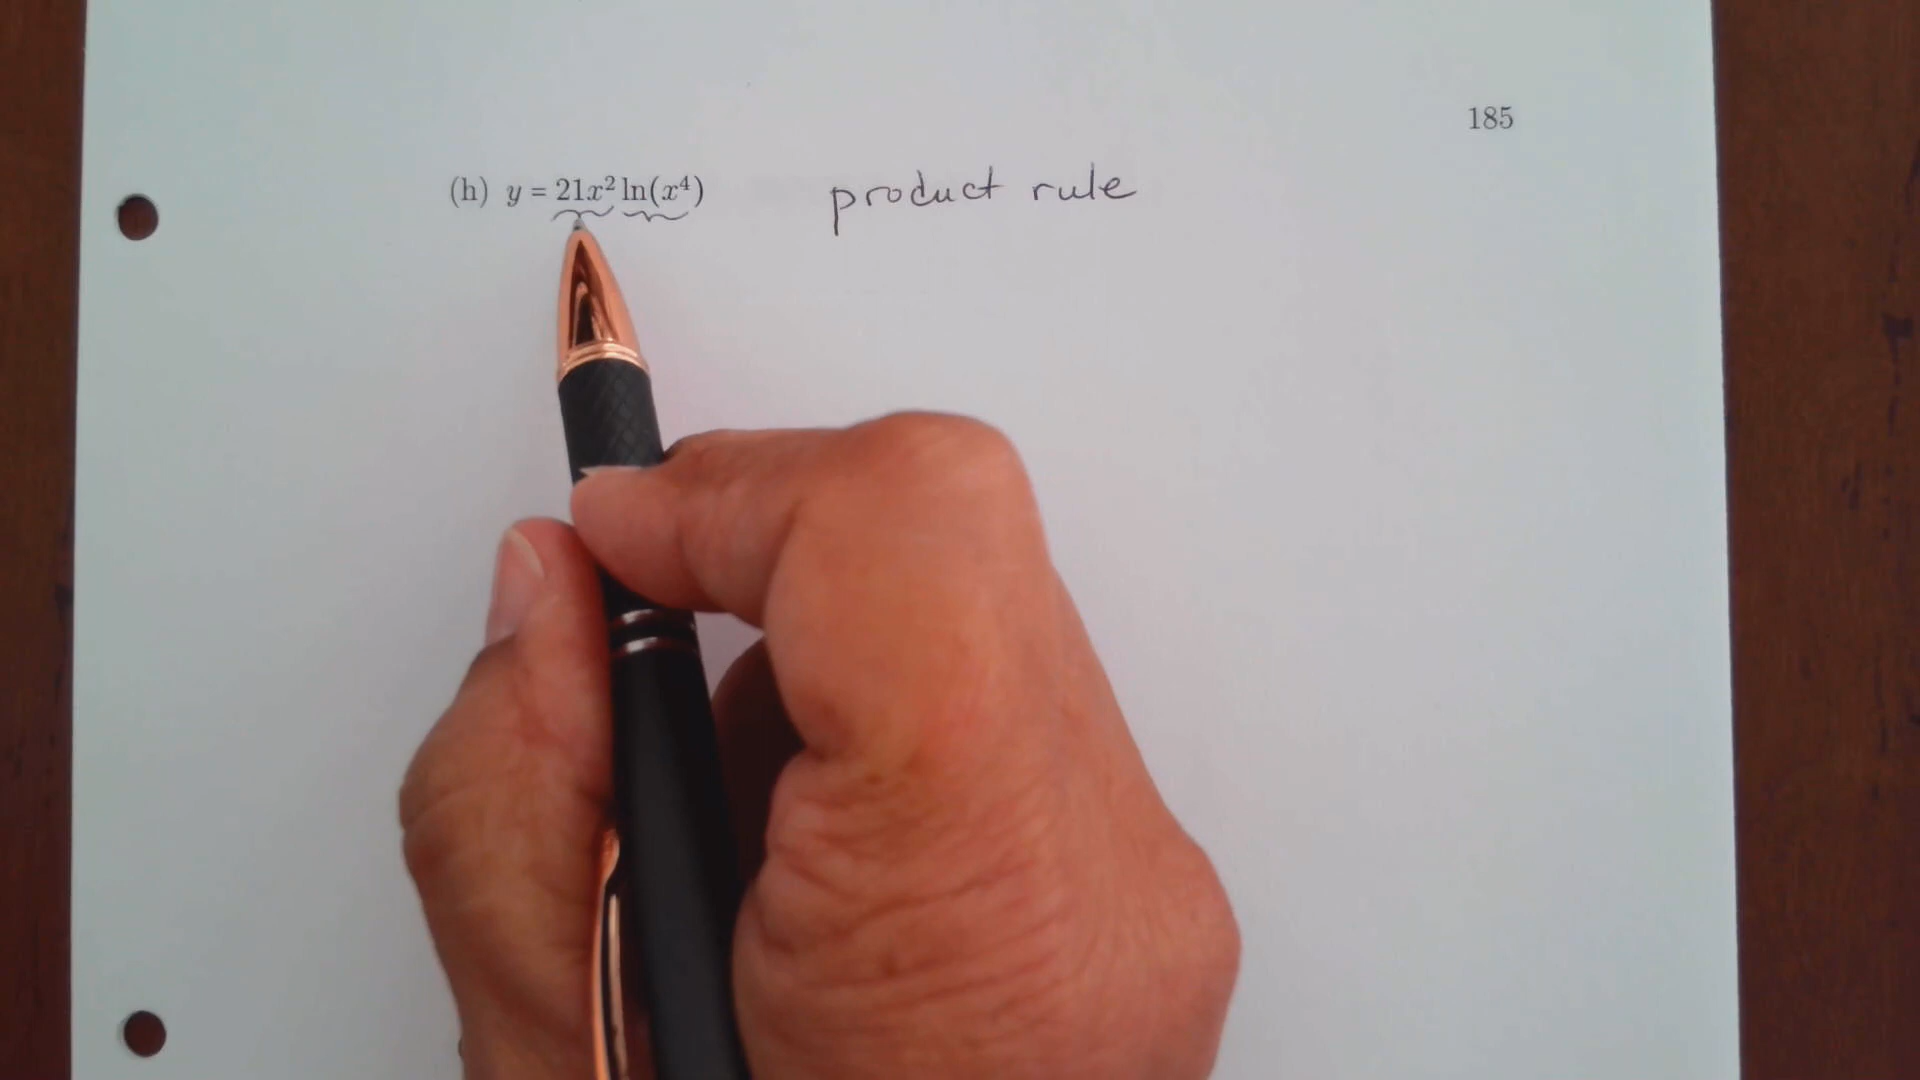 185
(h) y = 21x² ln(x⁴) product rule